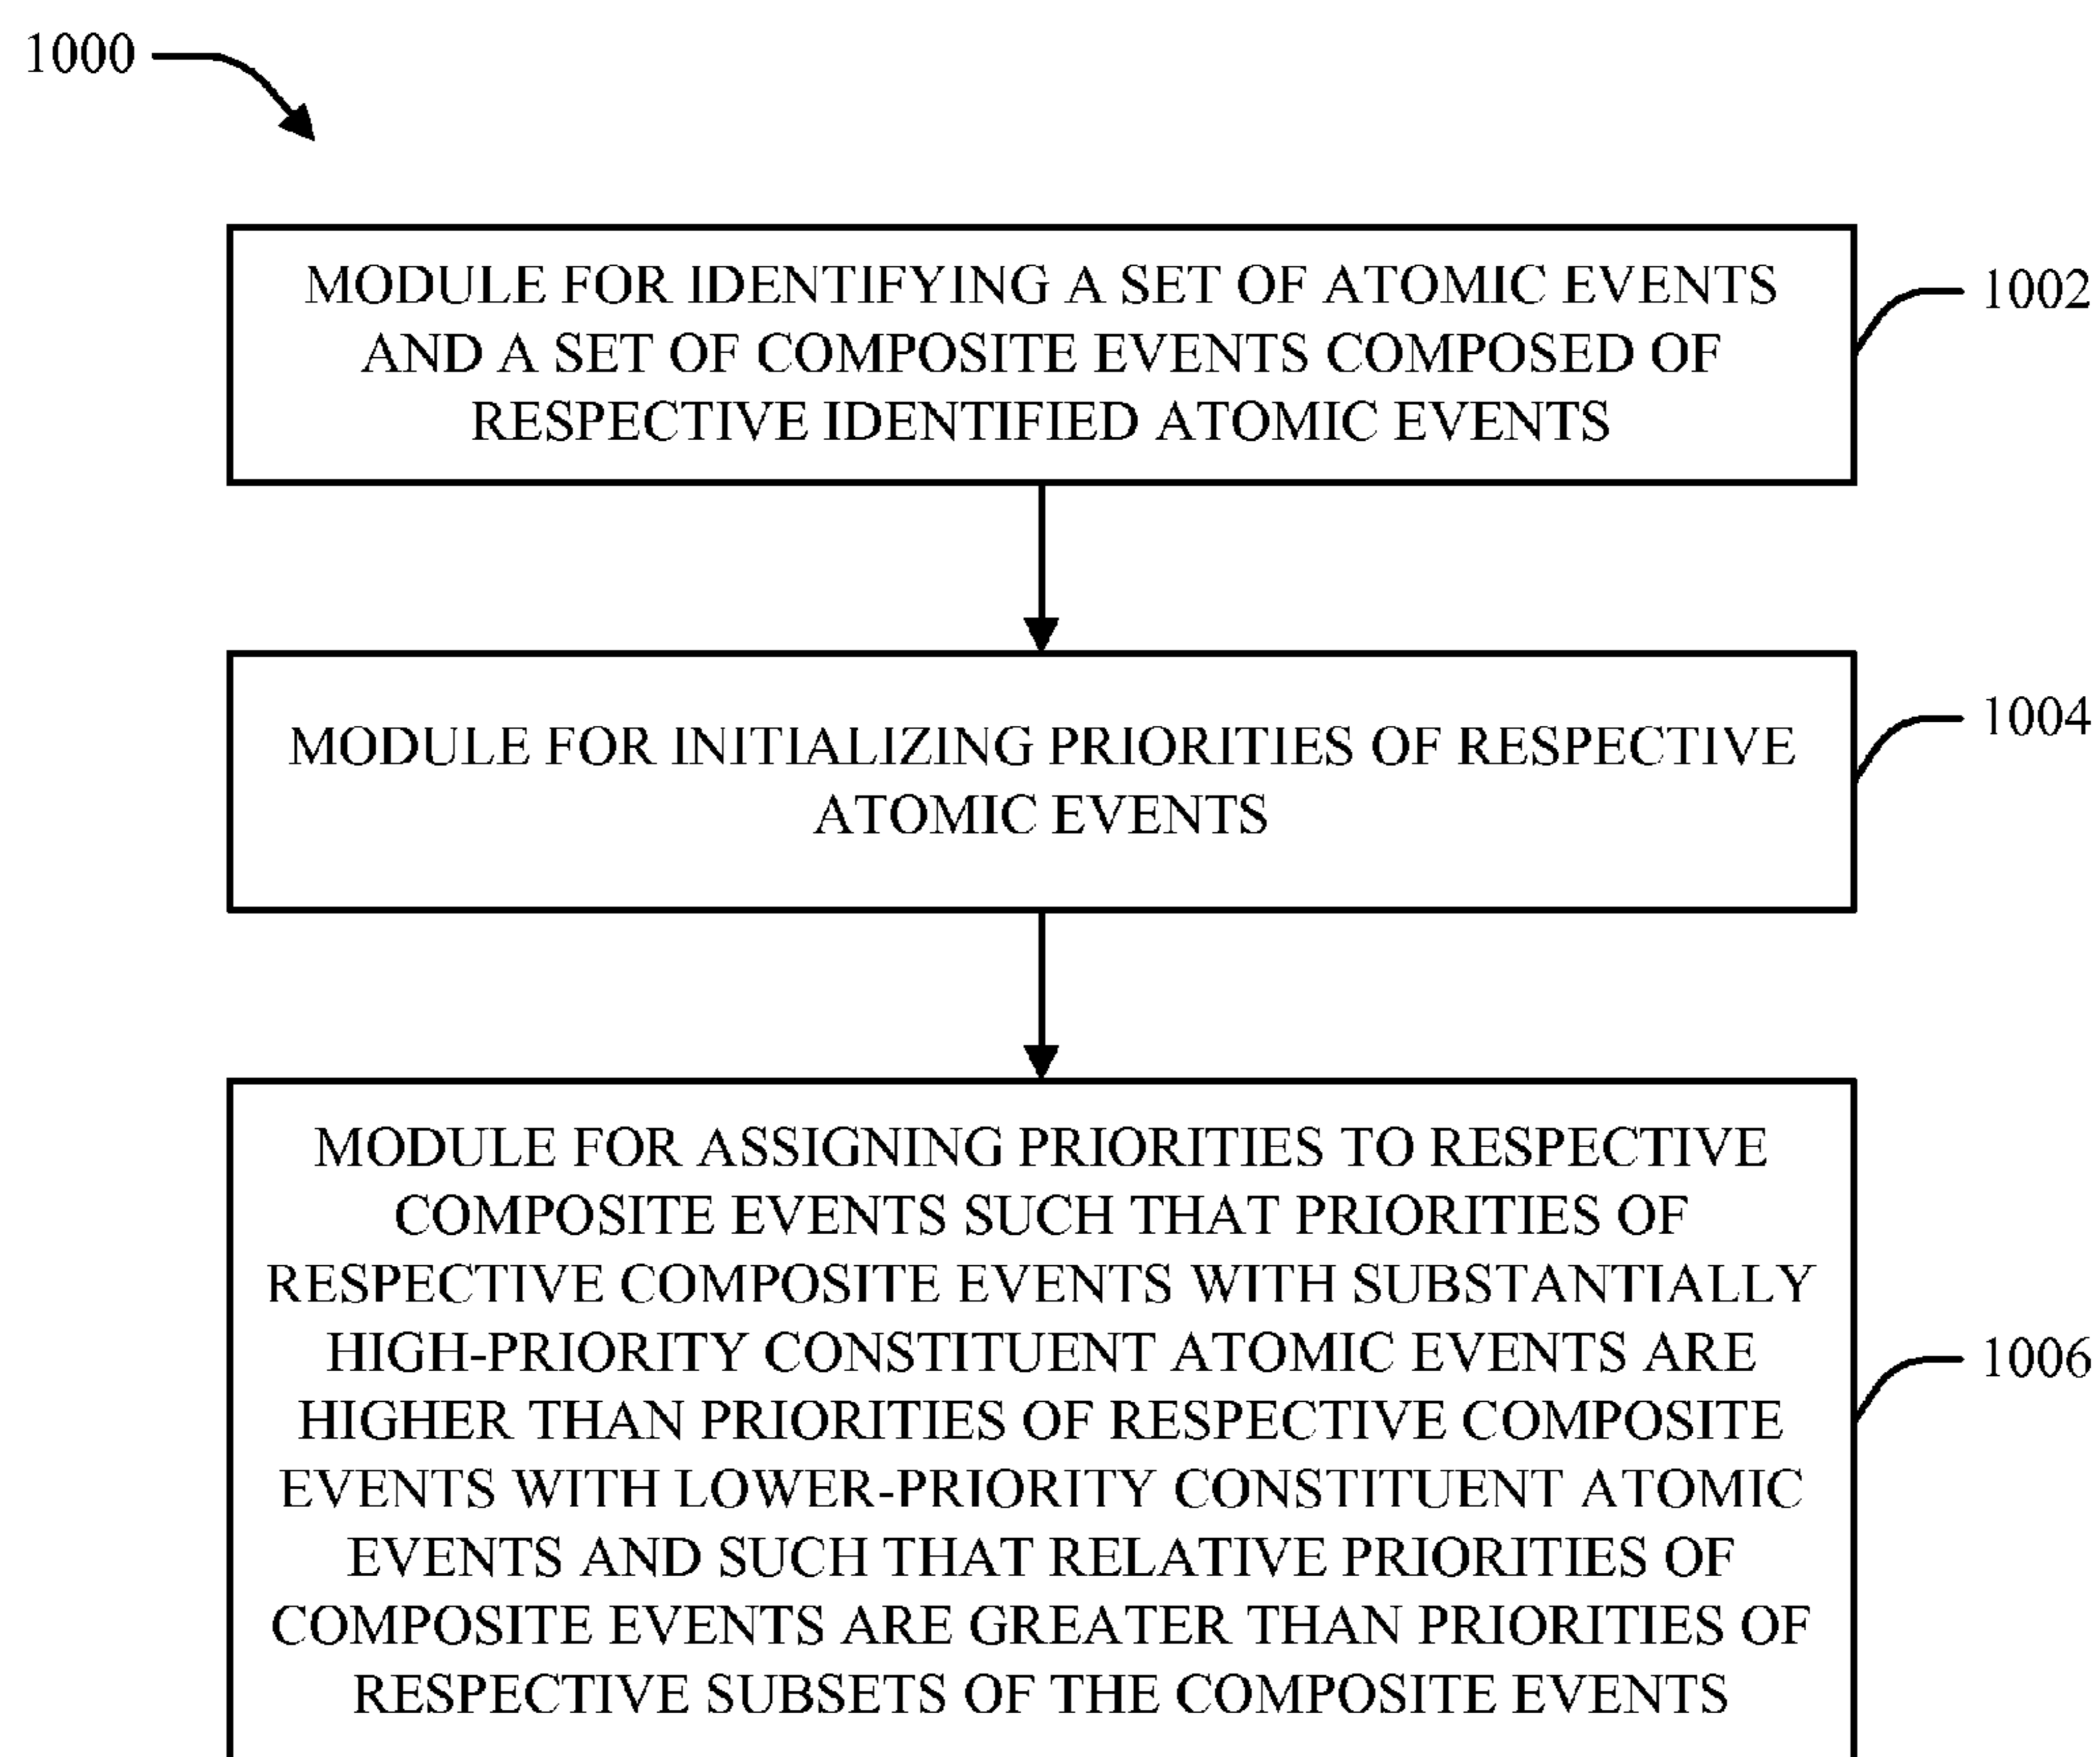 1000
MODULE FOR IDENTIFYING A SET OF ATOMIC EVENTS
AND A SET OF COMPOSITE EVENTS COMPOSED OF
RESPECTIVE IDENTIFIED ATOMIC EVENTS
1002
MODULE FOR INITIALIZING PRIORITIES OF RESPECTIVE
ATOMIC EVENTS
1004
MODULE FOR ASSIGNING PRIORITIES TO RESPECTIVE
COMPOSITE EVENTS SUCH THAT PRIORITIES OF
RESPECTIVE COMPOSITE EVENTS WITH SUBSTANTIALLY
HIGH-PRIORITY CONSTITUENT ATOMIC EVENTS ARE
HIGHER THAN PRIORITIES OF RESPECTIVE COMPOSITE
EVENTS WITH LOWER-PRIORITY CONSTITUENT ATOMIC
EVENTS AND SUCH THAT RELATIVE PRIORITIES OF
COMPOSITE EVENTS ARE GREATER THAN PRIORITIES OF
RESPECTIVE SUBSETS OF THE COMPOSITE EVENTS
1006